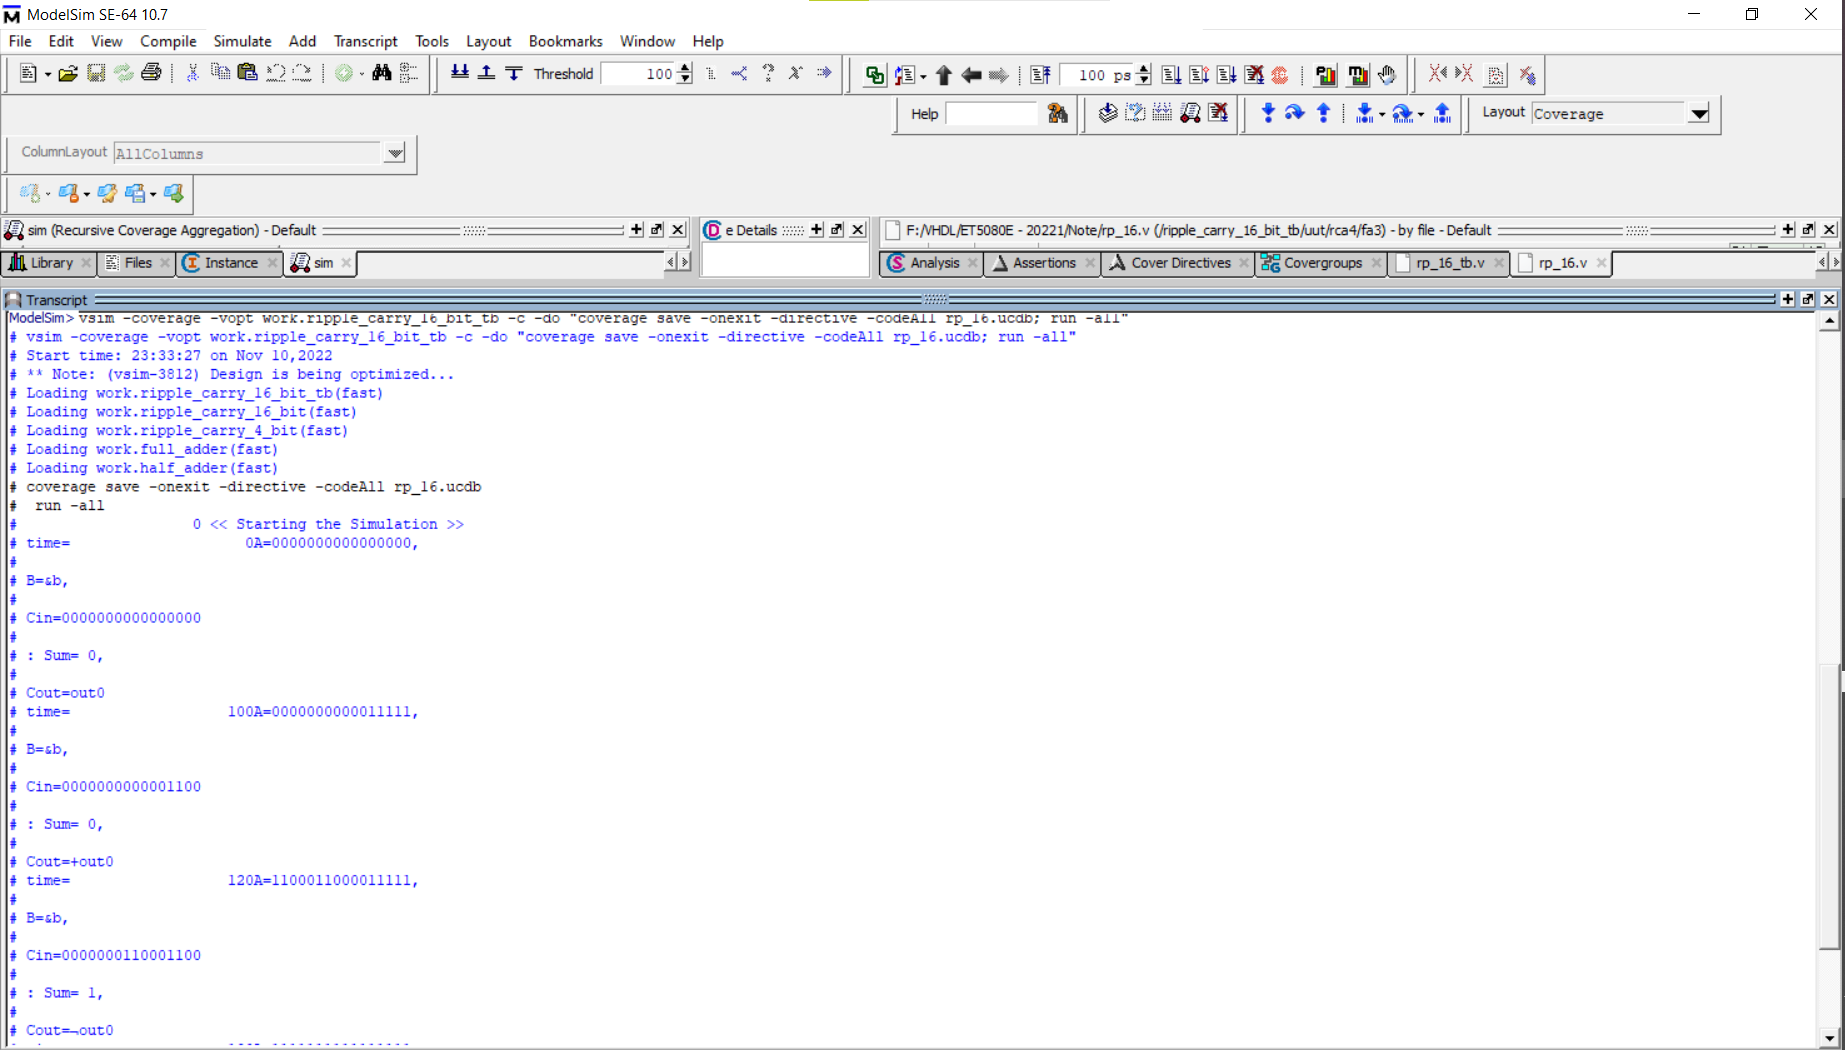 ModelSim SE-64 10.7
File Edit View Compile Simulate Add Transcript Tools Layout Bookmarks Window Help
Threshold 100
100 ps
Help
Layout Coverage
ColumnLayout AllColumns
sim (Recursive Coverage Aggregation) - Default
e Details
F:/VHDL/ET5080E - 20221/Note/rp_16.v (/ripple_carry_16_bit_tb/uut/rca4/fa3) - by file - Default
Library Files Instance sim
Analysis Assertions Cover Directives Covergroups rp_16_tb.v rp_16.v
Transcript
ModelSim> vsim -coverage -vopt work.ripple_carry_16_bit_tb -c -do "coverage save -onexit -directive -codeAll rp_16.ucdb; run -all"
# vsim -coverage -vopt work.ripple_carry_16_bit_tb -c -do "coverage save -onexit -directive -codeAll rp_16.ucdb; run -all"
# Start time: 23:33:27 on Nov 10,2022
# ** Note: (vsim-3812) Design is being optimized...
# Loading work.ripple_carry_16_bit_tb(fast)
# Loading work.ripple_carry_16_bit(fast)
# Loading work.ripple_carry_4_bit(fast)
# Loading work.full_adder(fast)
# Loading work.half_adder(fast)
# coverage save -onexit -directive -codeAll rp_16.ucdb
#  run -all
#                    0 << Starting the Simulation >>
# time=                    0A=0000000000000000,
#
# B=&b,
#
# Cin=0000000000000000
#
# : Sum= 0,
#
# Cout=out0
# time=                  100A=0000000000011111,
#
# B=&b,
#
# Cin=0000000000001100
#
# : Sum= 0,
#
# Cout=+out0
# time=                  120A=1100011000011111,
#
# B=&b,
#
# Cin=0000000110001100
#
# : Sum= 1,
#
# Cout=¬out0